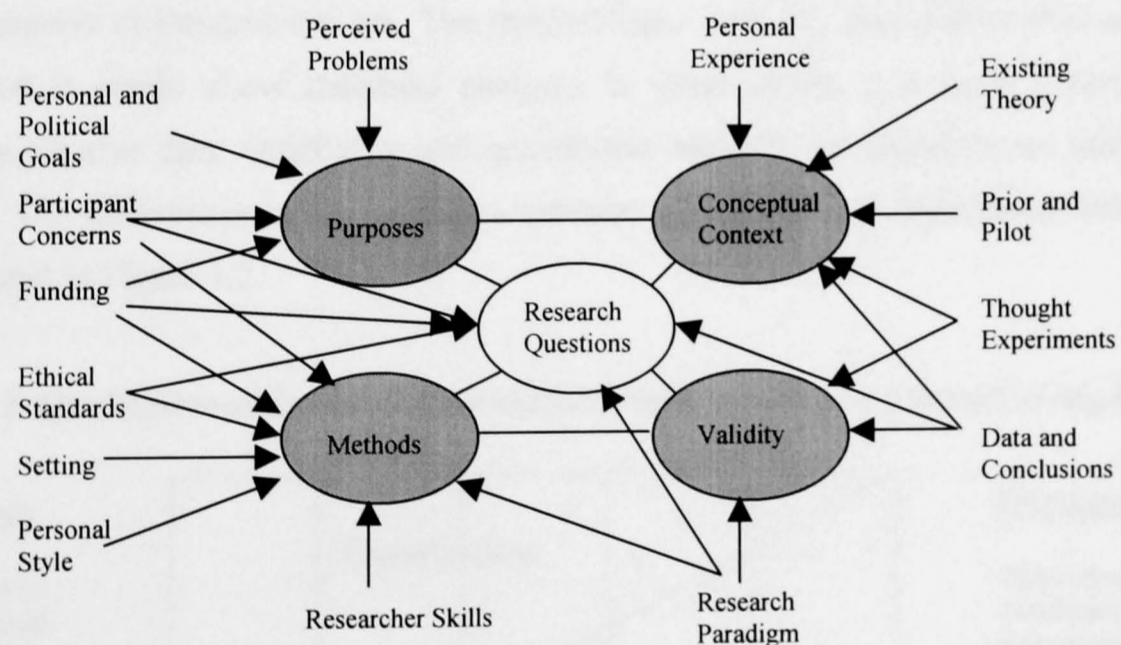 Perceived
Problems
Personal
Experience
Existing
Theory
Personal and
Political
Goals
Participant
Concerns
Purposes
Conceptual
Context
Prior and
Pilot
Funding
Research
Questions
Thought
Experiments
Ethical
Standards
Methods
Validity
Setting
Data and
Conclusions
Personal
Style
Researcher Skills
Research
Paradigm